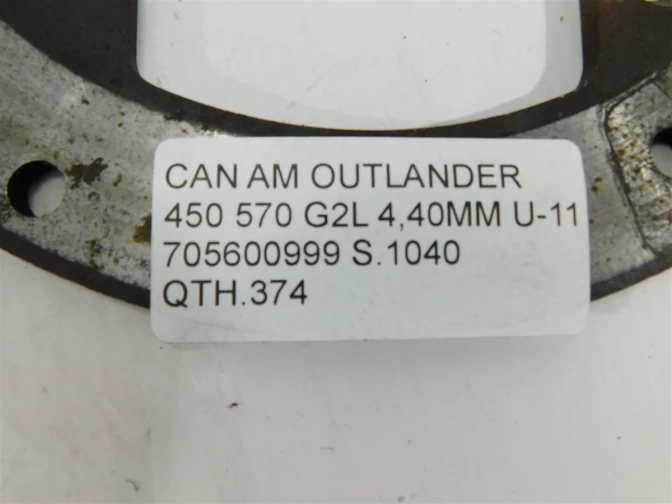 CAN AM OUTLANDER
450 570 G2L 4,40MM U-11
705600999 S.1040
QTH.374